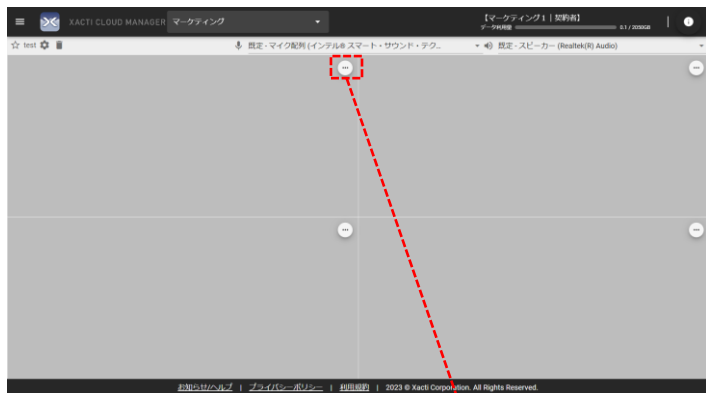 XACTI CLOUD MANAGER マーケティング 【マーケティング1 | 契約者】
データ利用量 0.1 / 2050GB
test 既定 - マイク配列 (インテル® スマート・サウンド・テク... 既定 - スピーカー (Realtek(R) Audio)
お知らせ/ヘルプ | プライバシーポリシー | 利用規約 | 2023 © Xacti Corporation. All Rights Reserved.